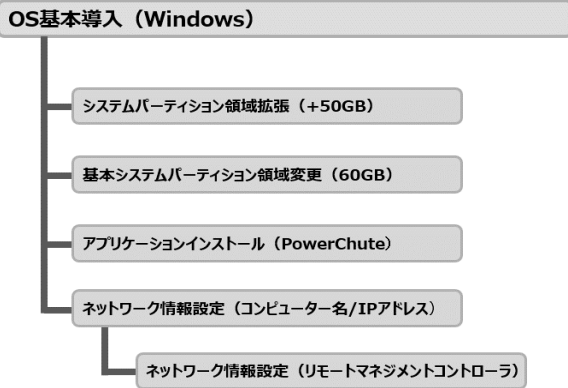 OS基本導入（Windows）
システムパーティション領域拡張（+50GB）
基本システムパーティション領域変更（60GB）
アプリケーションインストール（PowerChute）
ネットワーク情報設定（コンピューター名/IPアドレス）
ネットワーク情報設定（リモートマネジメントコントローラ）